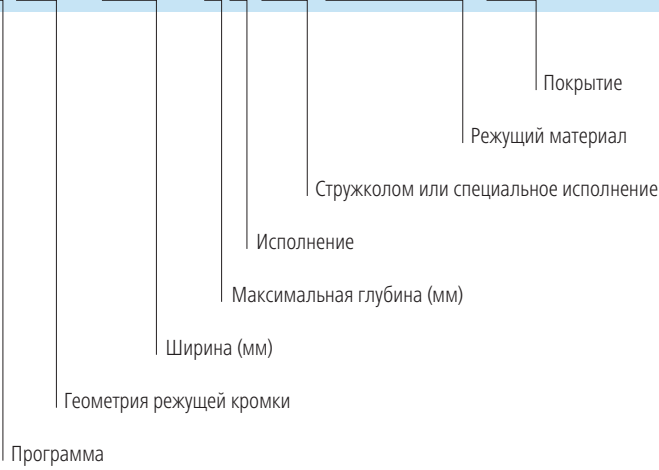 Покрытие
Режущий материал
Стружколом или специальное исполнение
Исполнение
Максимальная глубина (мм)
Ширина (мм)
Геометрия режущей кромки
Программа